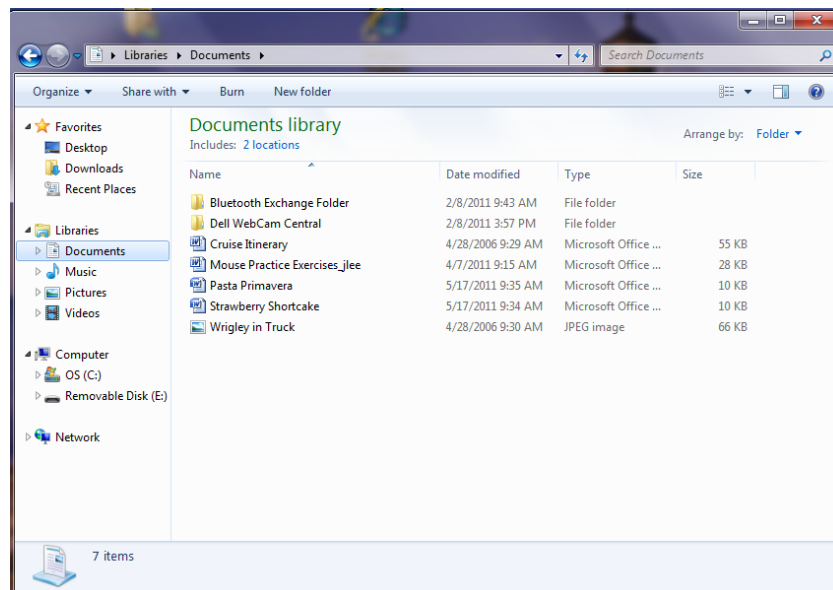 Libraries Documents
Search Documents
Organize Share with Burn New folder
Favorites
Desktop
Downloads
Recent Places
Libraries
Documents
Music
Pictures
Videos
Computer
OS (C:)
Removable Disk (E:)
Network
Documents library
Includes: 2 locations
Arrange by: Folder
Name Date modified Type Size
Bluetooth Exchange Folder 2/8/2011 9:43 AM File folder
Dell WebCam Central 2/8/2011 3:57 PM File folder
Cruise Itinerary 4/28/2006 9:29 AM Microsoft Office ... 55 KB
Mouse Practice Exercises_jlee 4/7/2011 9:15 AM Microsoft Office ... 28 KB
Pasta Primavera 5/17/2011 9:35 AM Microsoft Office ... 10 KB
Strawberry Shortcake 5/17/2011 9:34 AM Microsoft Office ... 10 KB
Wrigley in Truck 4/28/2006 9:30 AM JPEG image 66 KB
7 items